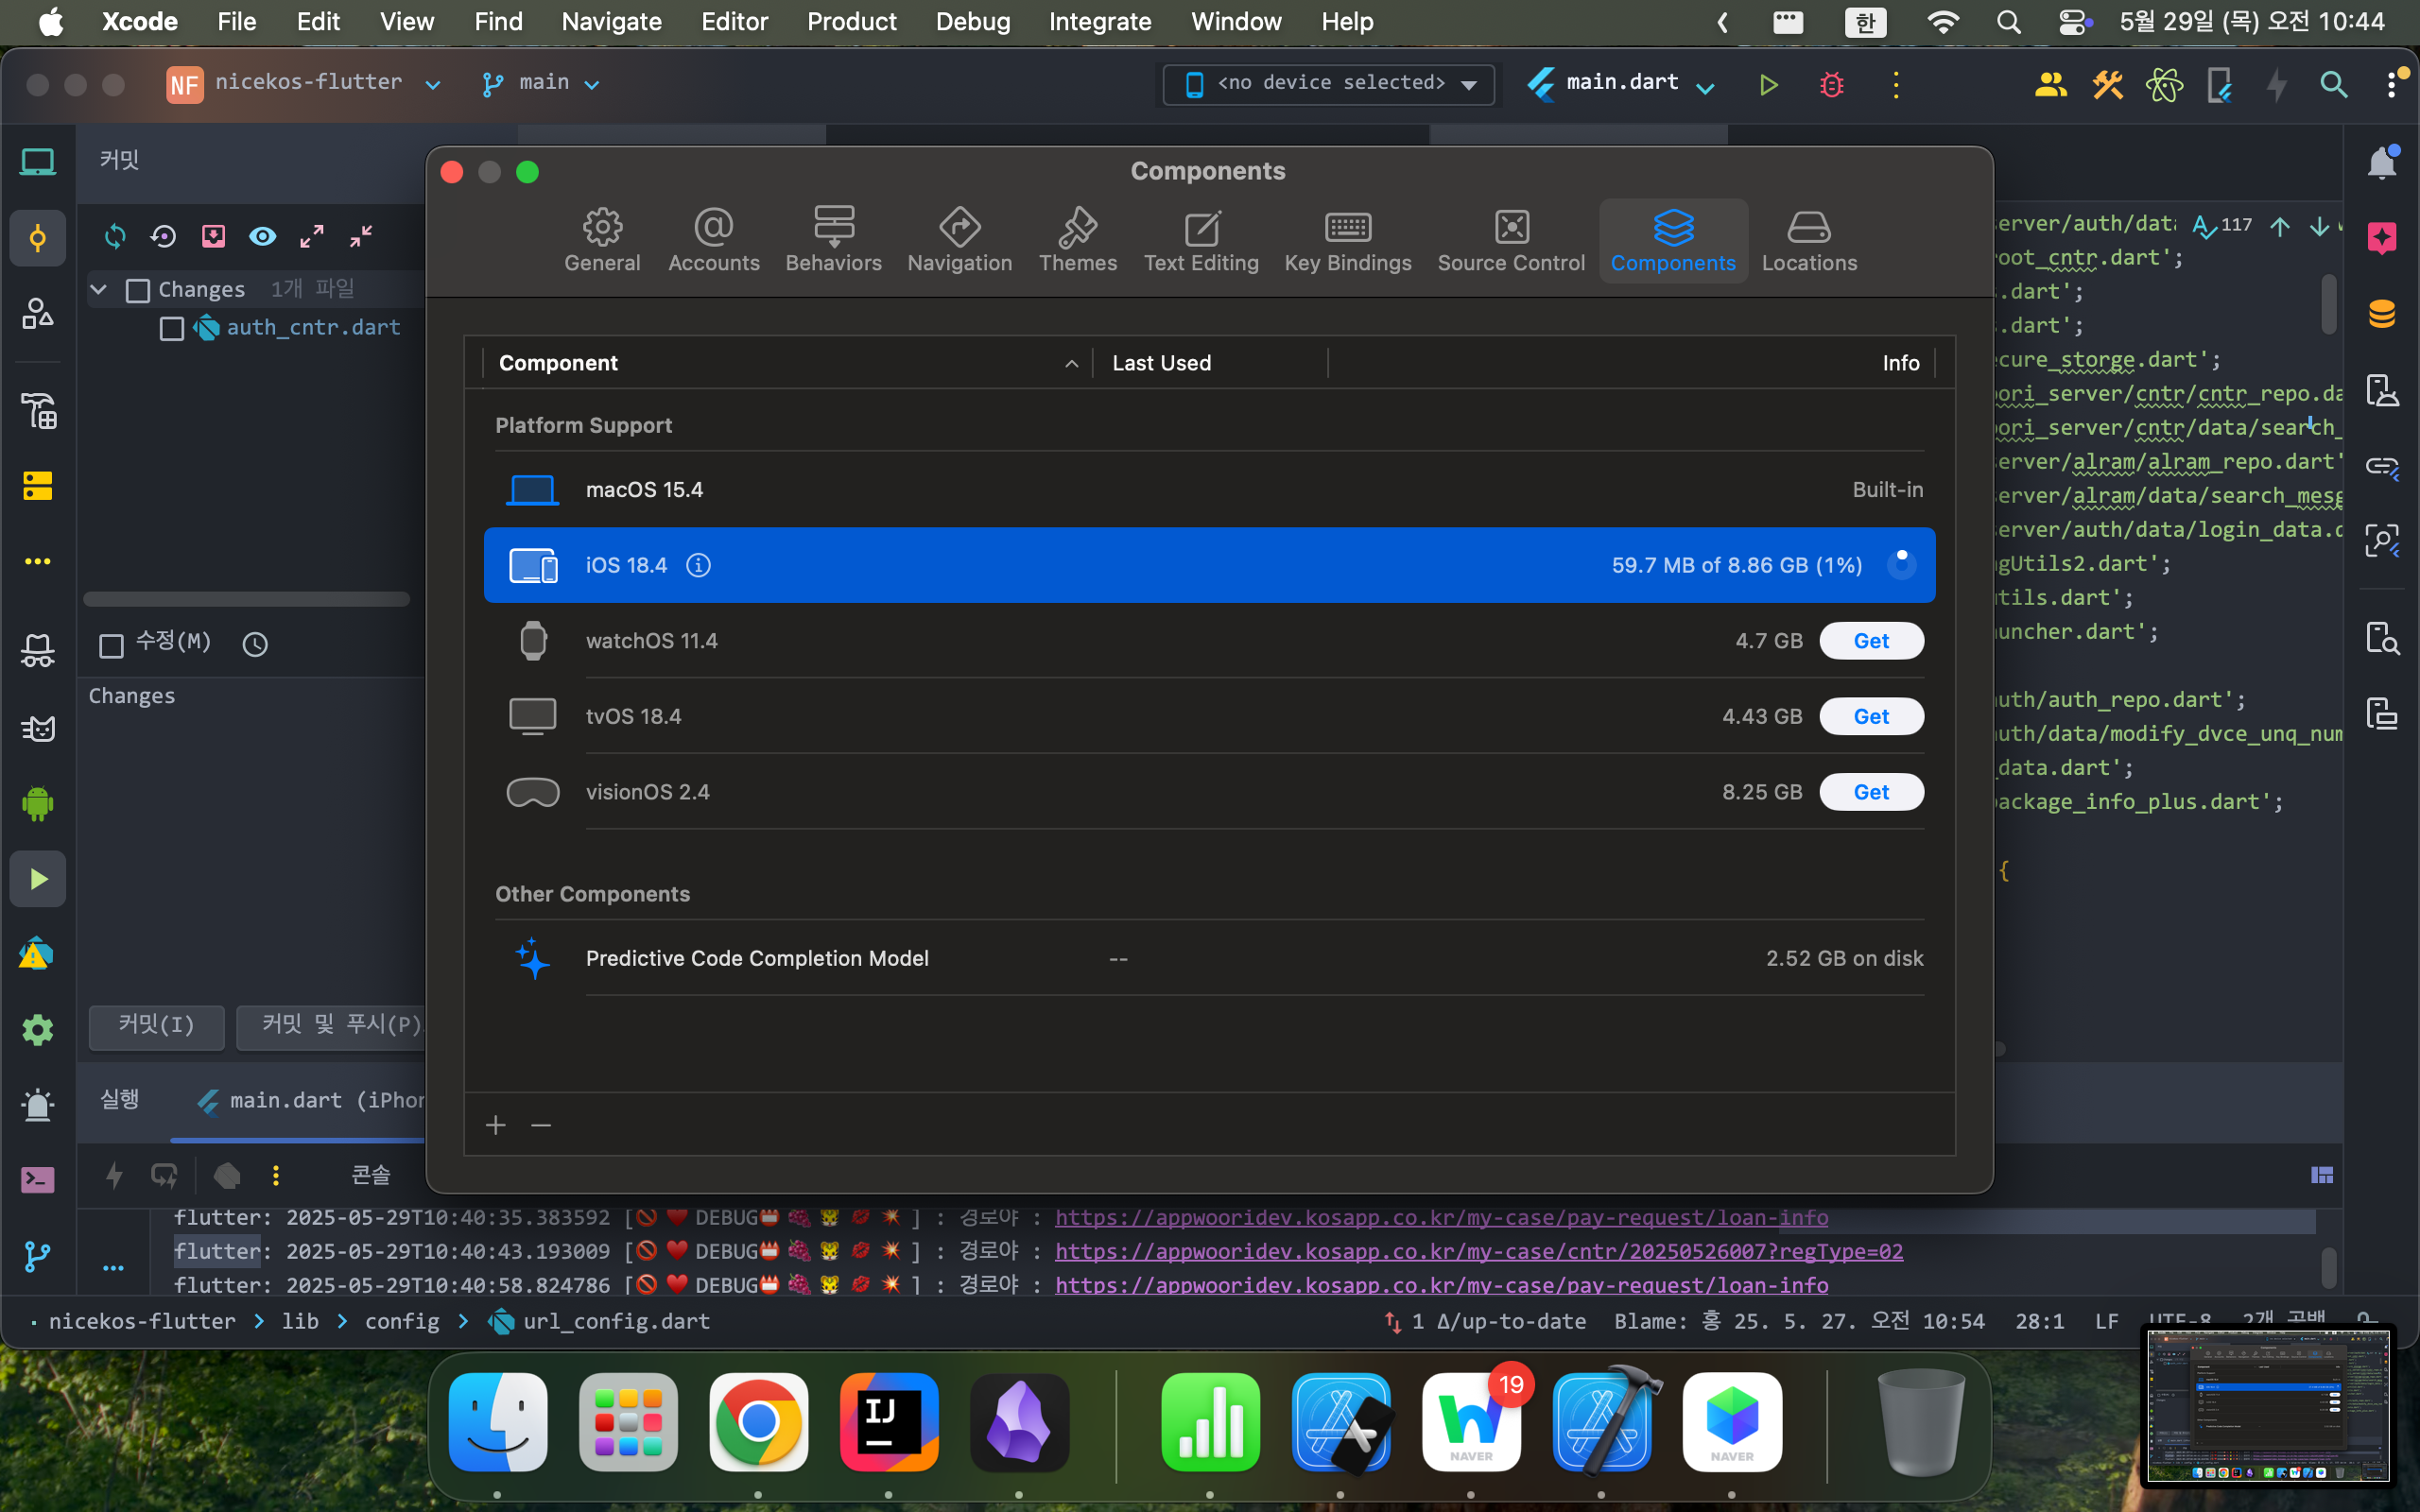 Xcode File Edit View Find Navigate Editor Product Debug Integrate Window Help 한 5월 29일 (목) 오전 10:44
NF nicekos-flutter main <no device selected> main.dart
커밋
Components
General Accounts Behaviors Navigation Themes Text Editing Key Bindings Source Control Components Locations
Changes 1개 파일
auth_cntr.dart
수정(M)
Changes
커밋(I) 커밋 및 푸시(P)
Component Last Used Info
Platform Support
macOS 15.4 Built-in
iOS 18.4 59.7 MB of 8.86 GB (1%)
watchOS 11.4 4.7 GB Get
tvOS 18.4 4.43 GB Get
visionOS 2.4 8.25 GB Get
Other Components
Predictive Code Completion Model -- 2.52 GB on disk
+ −
erver/auth/data 117
oot_cntr.dart';
.dart';
.dart';
cure_storge.dart';
ori_server/cntr/cntr_repo.da
ori_server/cntr/data/search_
erver/alram/alram_repo.dart'
erver/alram/data/search_mesg
erver/auth/data/login_data.d
gUtils2.dart';
tils.dart';
uncher.dart';
uth/auth_repo.dart';
uth/data/modify_dvce_unq_num
_data.dart';
ackage_info_plus.dart';
{
실행 main.dart (iPhon
콘솔
flutter: 2025-05-29T10:40:35.383592 [🚫 ♥️ DEBUG📛 🍇 🐯 💋 💥 ] : 경로야 : https://appwooridev.kosapp.co.kr/my-case/pay-request/loan-info
flutter: 2025-05-29T10:40:43.193009 [🚫 ♥️ DEBUG📛 🍇 🐯 💋 💥 ] : 경로야 : https://appwooridev.kosapp.co.kr/my-case/cntr/20250526007?regType=02
flutter: 2025-05-29T10:40:58.824786 [🚫 ♥️ DEBUG📛 🍇 🐯 💋 💥 ] : 경로야 : https://appwooridev.kosapp.co.kr/my-case/pay-request/loan-info
nicekos-flutter > lib > config > url_config.dart 1 ∆/up-to-date Blame: 홍 25. 5. 27. 오전 10:54 28:1 LF UTF-8 2개 공백
IJ 19
NAVER NAVER